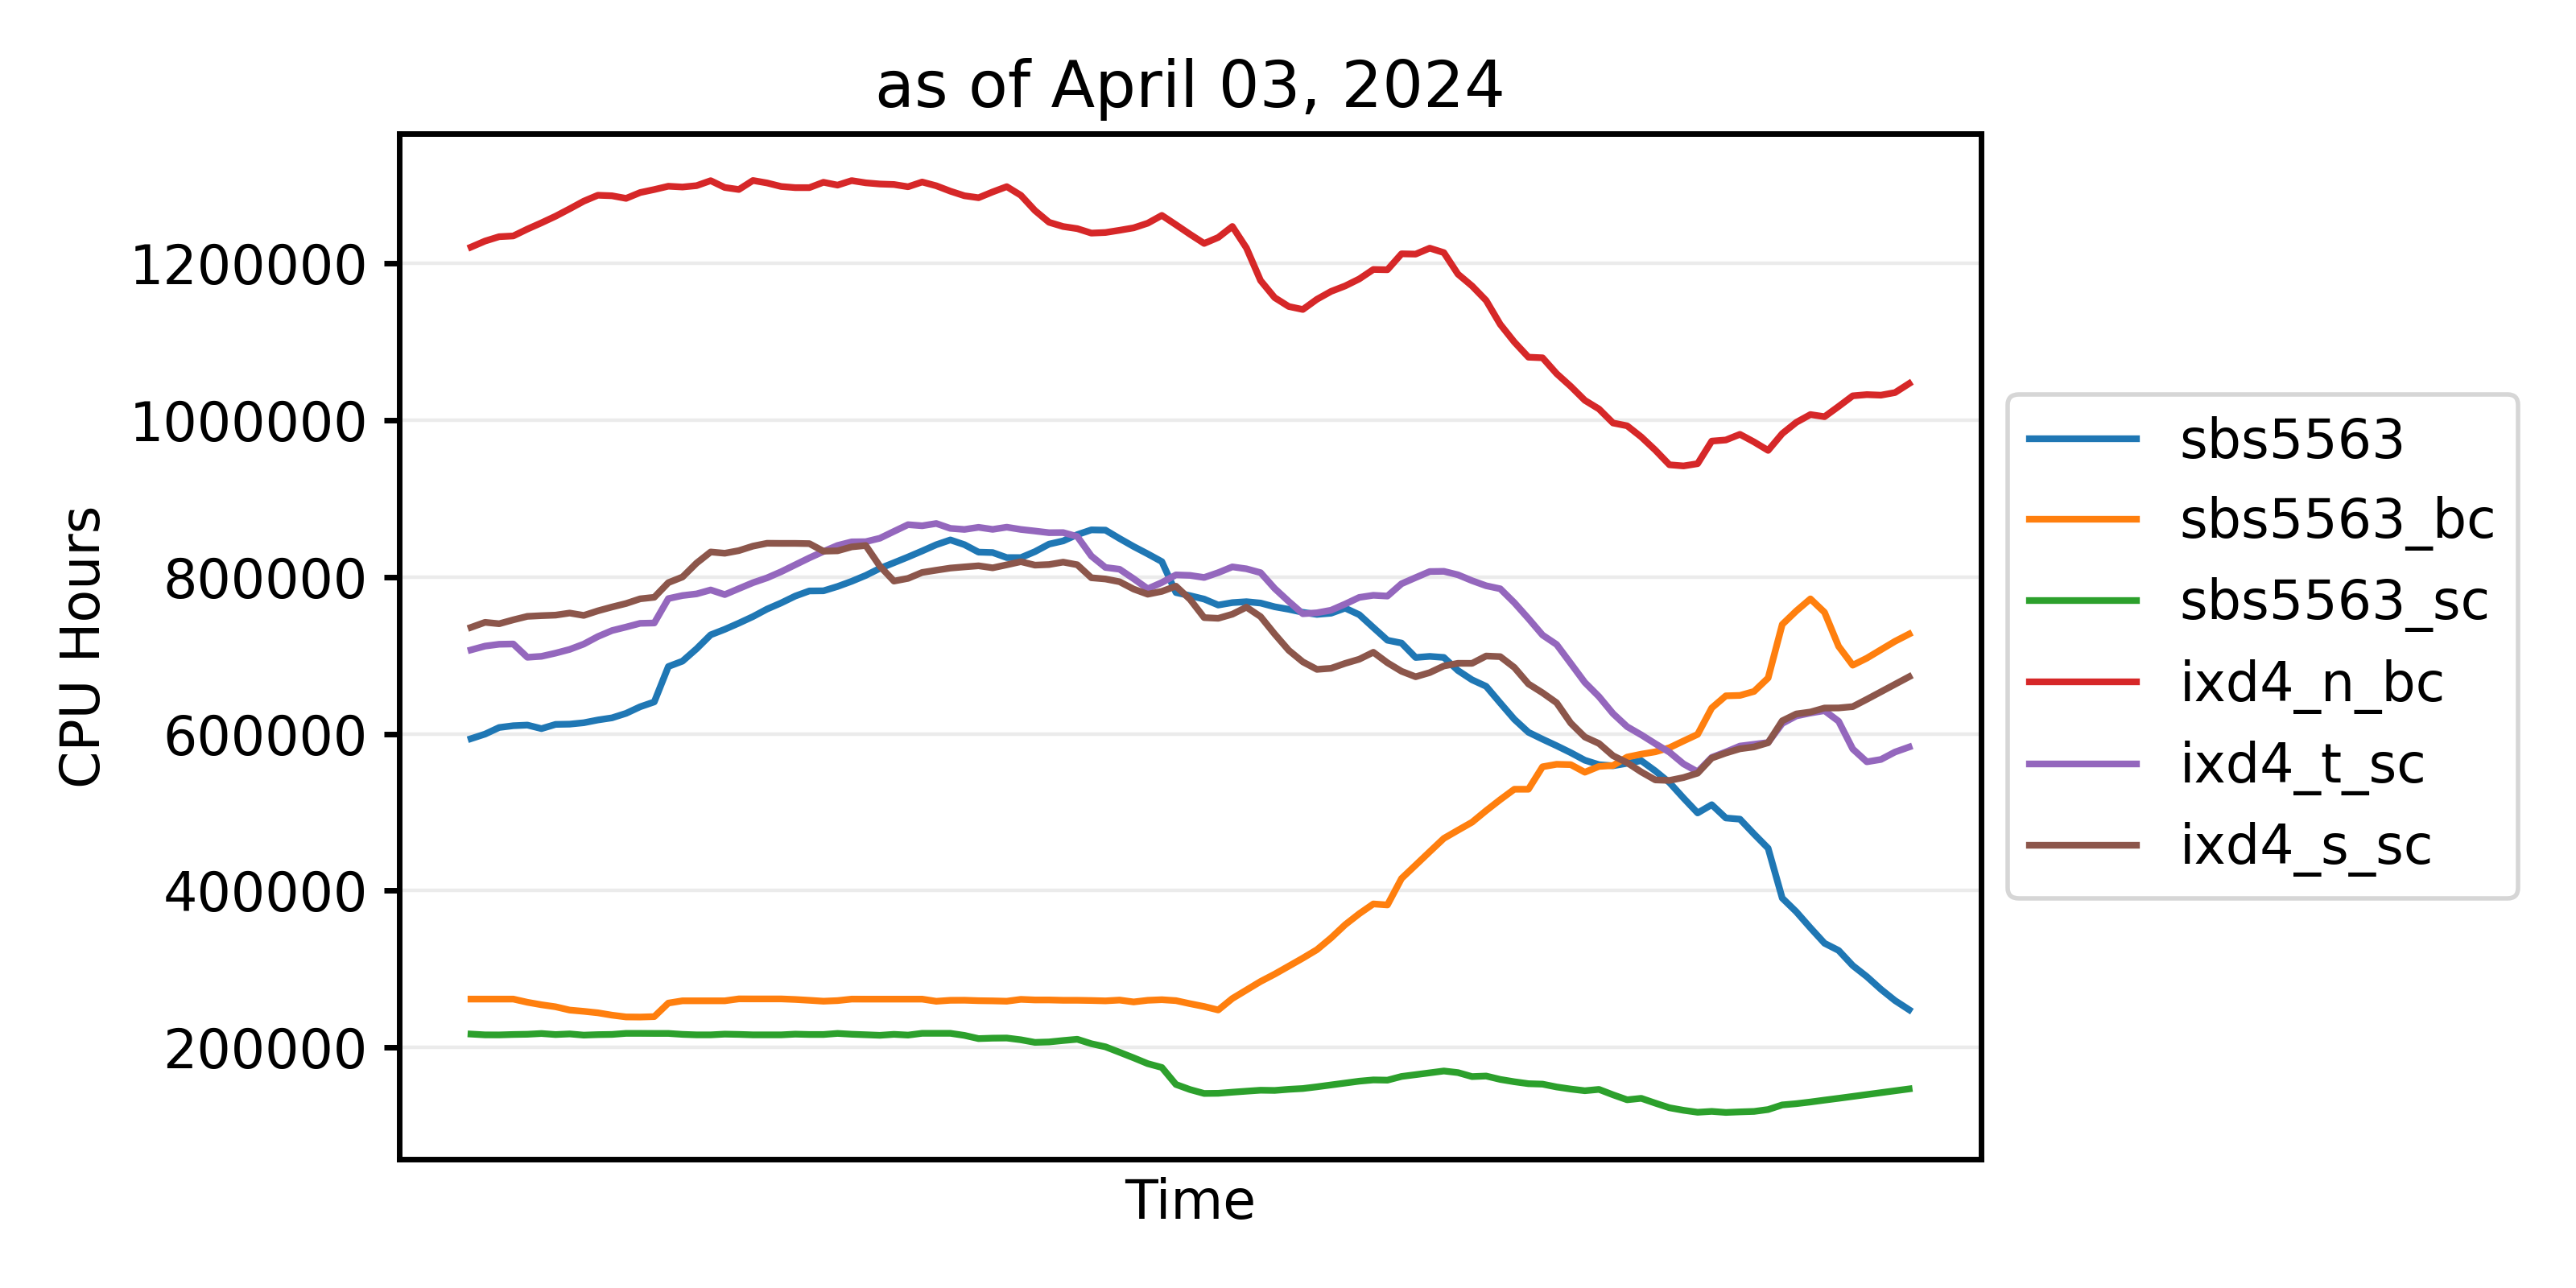 as of April 03, 2024
CPU Hours
1200000
1000000
800000
600000
400000
200000
Time
sbs5563
sbs5563_bc
sbs5563_sc
ixd4_n_bc
ixd4_t_sc
ixd4_s_sc